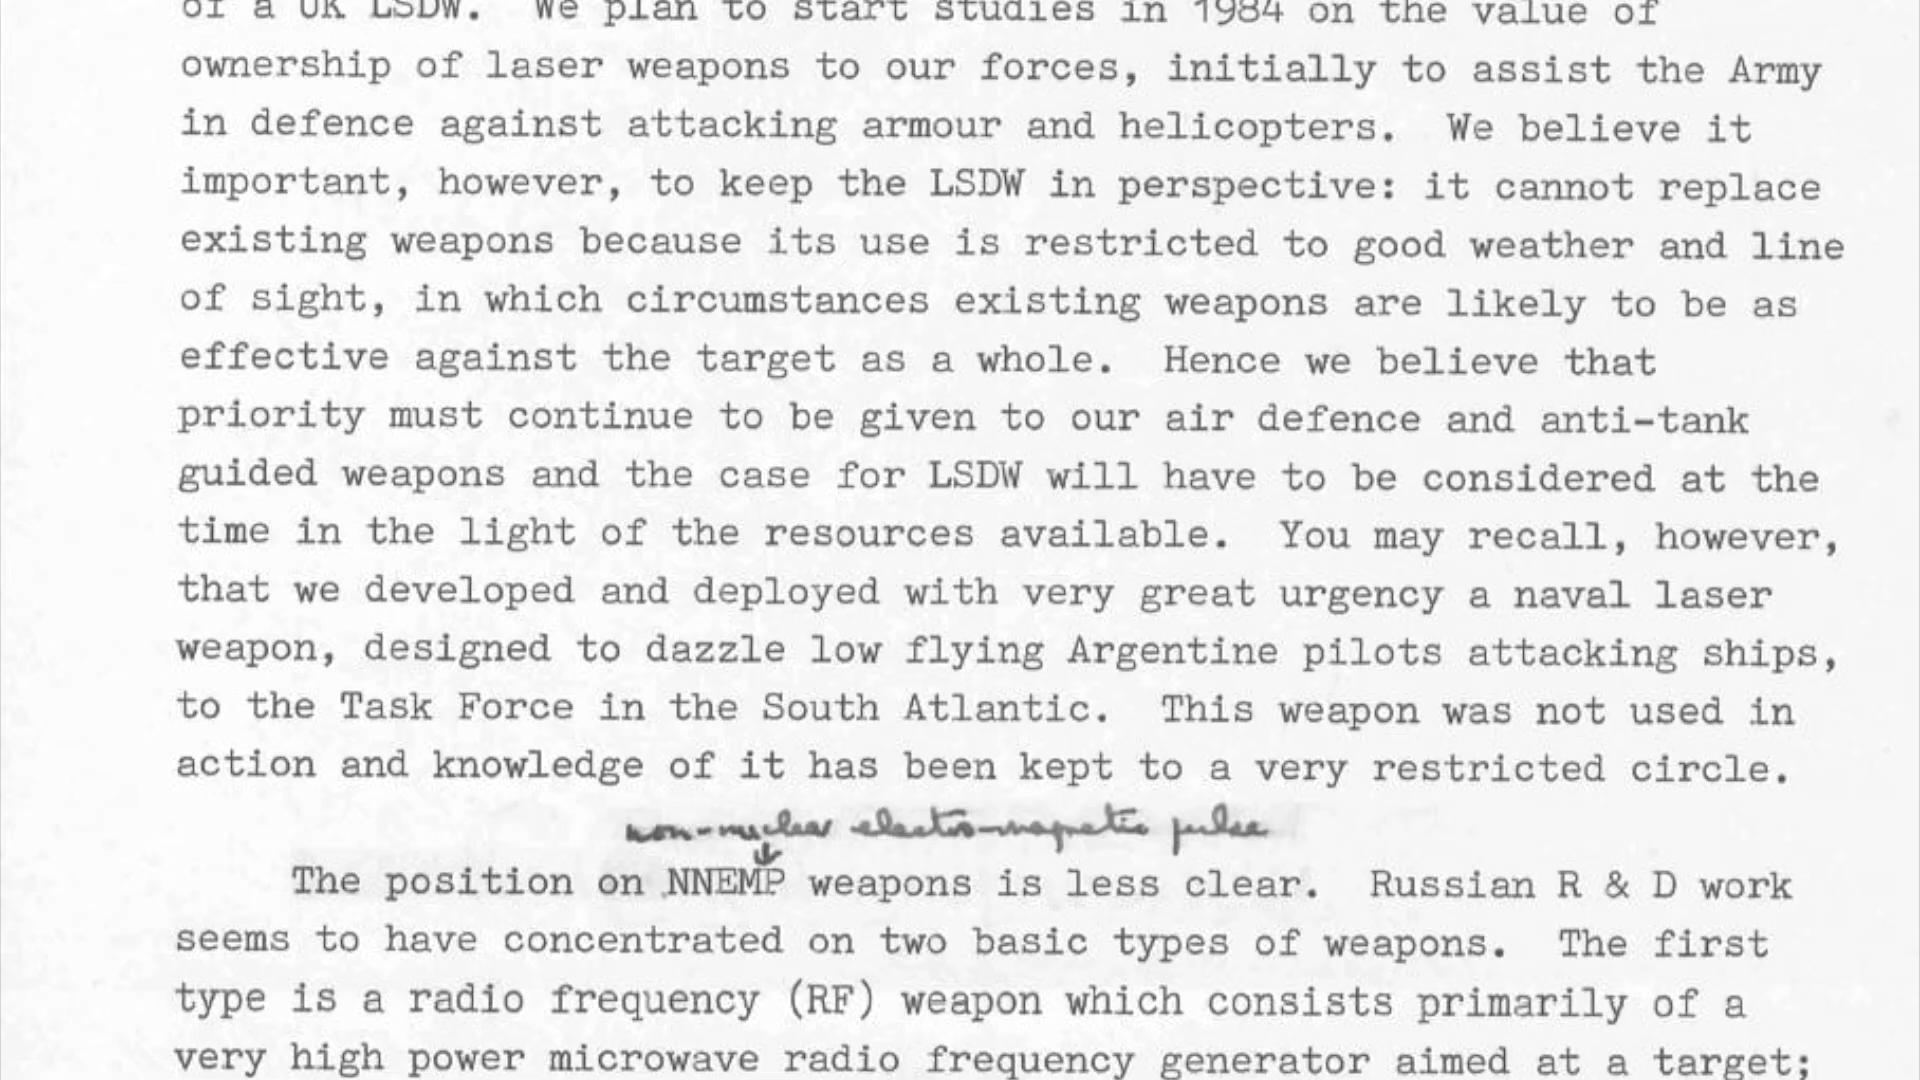 of a UK LSDW. We plan to start studies in 1984 on the value of
ownership of laser weapons to our forces, initially to assist the Army
in defence against attacking armour and helicopters. We believe it
important, however, to keep the LSDW in perspective: it cannot replace
existing weapons because its use is restricted to good weather and line
of sight, in which circumstances existing weapons are likely to be as
effective against the target as a whole. Hence we believe that
priority must continue to be given to our air defence and anti-tank
guided weapons and the case for LSDW will have to be considered at the
time in the light of the resources available. You may recall, however,
that we developed and deployed with very great urgency a naval laser
weapon, designed to dazzle low flying Argentine pilots attacking ships,
to the Task Force in the South Atlantic. This weapon was not used in
action and knowledge of it has been kept to a very restricted circle.
non-nuclear electro-magnetic pulse
The position on NNEMP weapons is less clear. Russian R & D work
seems to have concentrated on two basic types of weapons. The first
type is a radio frequency (RF) weapon which consists primarily of a
very high power microwave radio frequency generator aimed at a target;